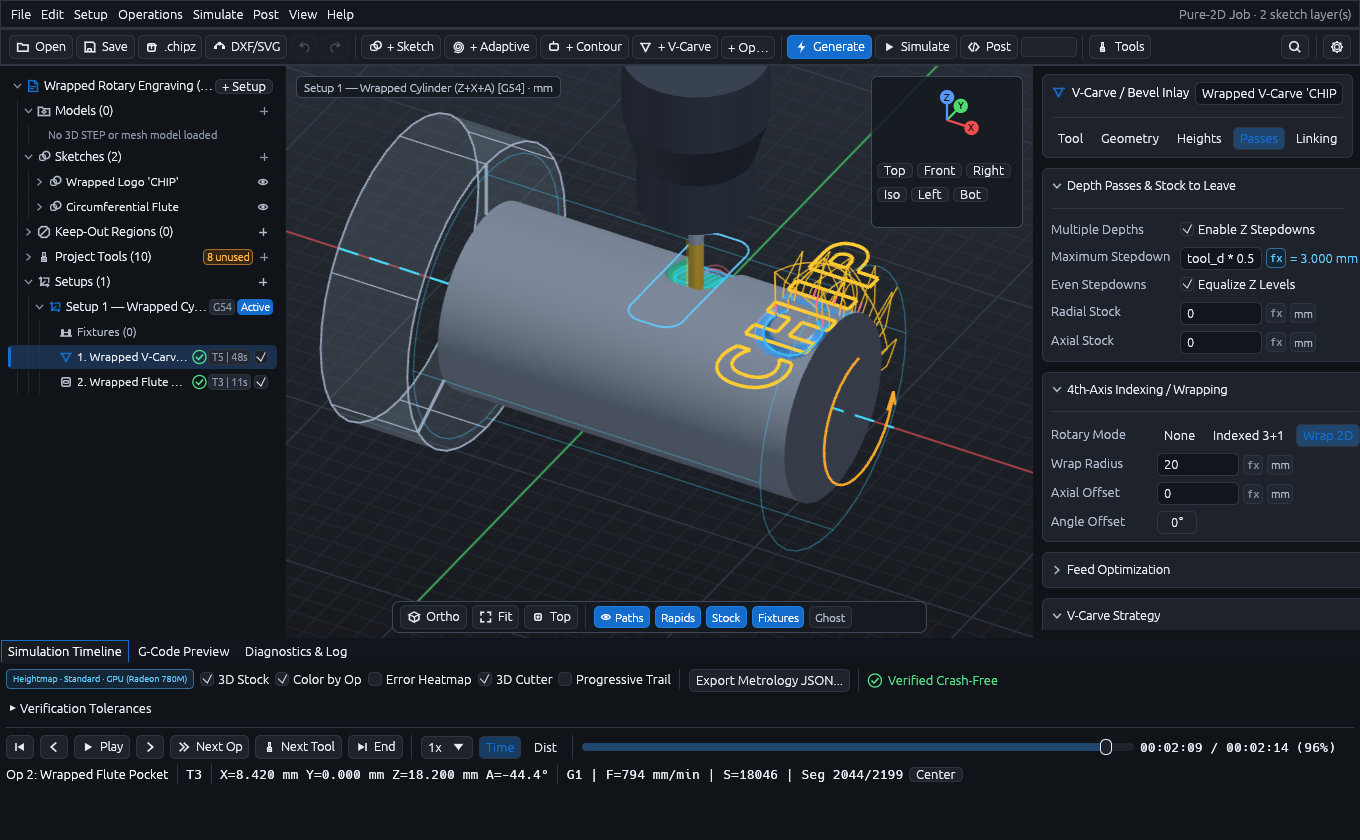 File Edit Setup Operations Simulate Post View Help
Pure-2D Job · 2 sketch layer(s)
Open Save .chipz DXF/SVG + Sketch + Adaptive + Contour + V-Carve + Op... Generate Simulate Post Tools
Wrapped Rotary Engraving (... + Setup
Models (0) +
No 3D STEP or mesh model loaded
Sketches (2) +
Wrapped Logo 'CHIP'
Circumferential Flute
Keep-Out Regions (0) +
Project Tools (10) 8 unused +
Setups (1) +
Setup 1 — Wrapped Cy... G54 Active
Fixtures (0)
1. Wrapped V-Carv... T5 | 48s
2. Wrapped Flute ... T3 | 11s
Setup 1 — Wrapped Cylinder (Z+X+A) [G54] · mm
Z
Y
X
Top Front Right
Iso Left Bot
CHIP
Ortho Fit Top Paths Rapids Stock Fixtures Ghost
V-Carve / Bevel Inlay Wrapped V-Carve 'CHIP
Tool Geometry Heights Passes Linking
Depth Passes & Stock to Leave
Multiple Depths Enable Z Stepdowns
Maximum Stepdown tool_d * 0.5 fx = 3.000 mm
Even Stepdowns Equalize Z Levels
Radial Stock 0 fx mm
Axial Stock 0 fx mm
4th-Axis Indexing / Wrapping
Rotary Mode None Indexed 3+1 Wrap 2D
Wrap Radius 20 fx mm
Axial Offset 0 fx mm
Angle Offset 0°
Feed Optimization
V-Carve Strategy
Simulation Timeline G-Code Preview Diagnostics & Log
Heightmap · Standard · GPU (Radeon 780M) 3D Stock Color by Op Error Heatmap 3D Cutter Progressive Trail Export Metrology JSON... Verified Crash-Free
Verification Tolerances
Play Next Op Next Tool End 1x Time Dist 00:02:09 / 00:02:14 (96%)
Op 2: Wrapped Flute Pocket T3 X=8.420 mm Y=0.000 mm Z=18.200 mm A=-44.4° G1 | F=794 mm/min | S=18046 | Seg 2044/2199 Center